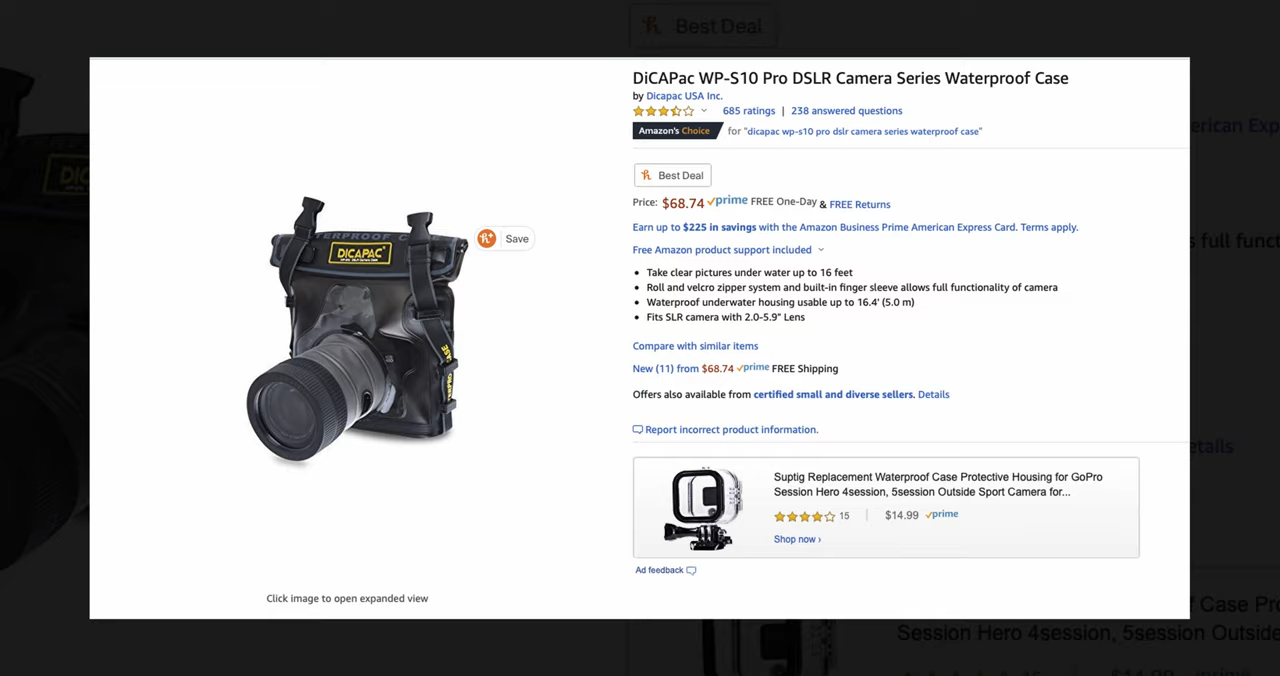 Best Deal
DiCAPac WP-S10 Pro DSLR Camera Series Waterproof Case
by Dicapac USA Inc.
685 ratings | 238 answered questions
Amazon's Choice for "dicapac wp-s10 pro dslr camera series waterproof case"
Best Deal
Price: $68.74 prime FREE One-Day & FREE Returns
Earn up to $225 in savings with the Amazon Business Prime American Express Card. Terms apply.
Free Amazon product support included
Take clear pictures under water up to 16 feet
Roll and velcro zipper system and built-in finger sleeve allows full functionality of camera
Waterproof underwater housing usable up to 16.4' (5.0 m)
Fits SLR camera with 2.0-5.9" Lens
Compare with similar items
New (11) from $68.74 prime FREE Shipping
Offers also available from certified small and diverse sellers. Details
Report incorrect product information.
Suptig Replacement Waterproof Case Protective Housing for GoPro
Session Hero 4session, 5session Outside Sport Camera for...
15 | $14.99 prime
Shop now ›
Ad feedback
DICAPAC
Save
Click image to open expanded view
Session Hero 4session, 5session Outside